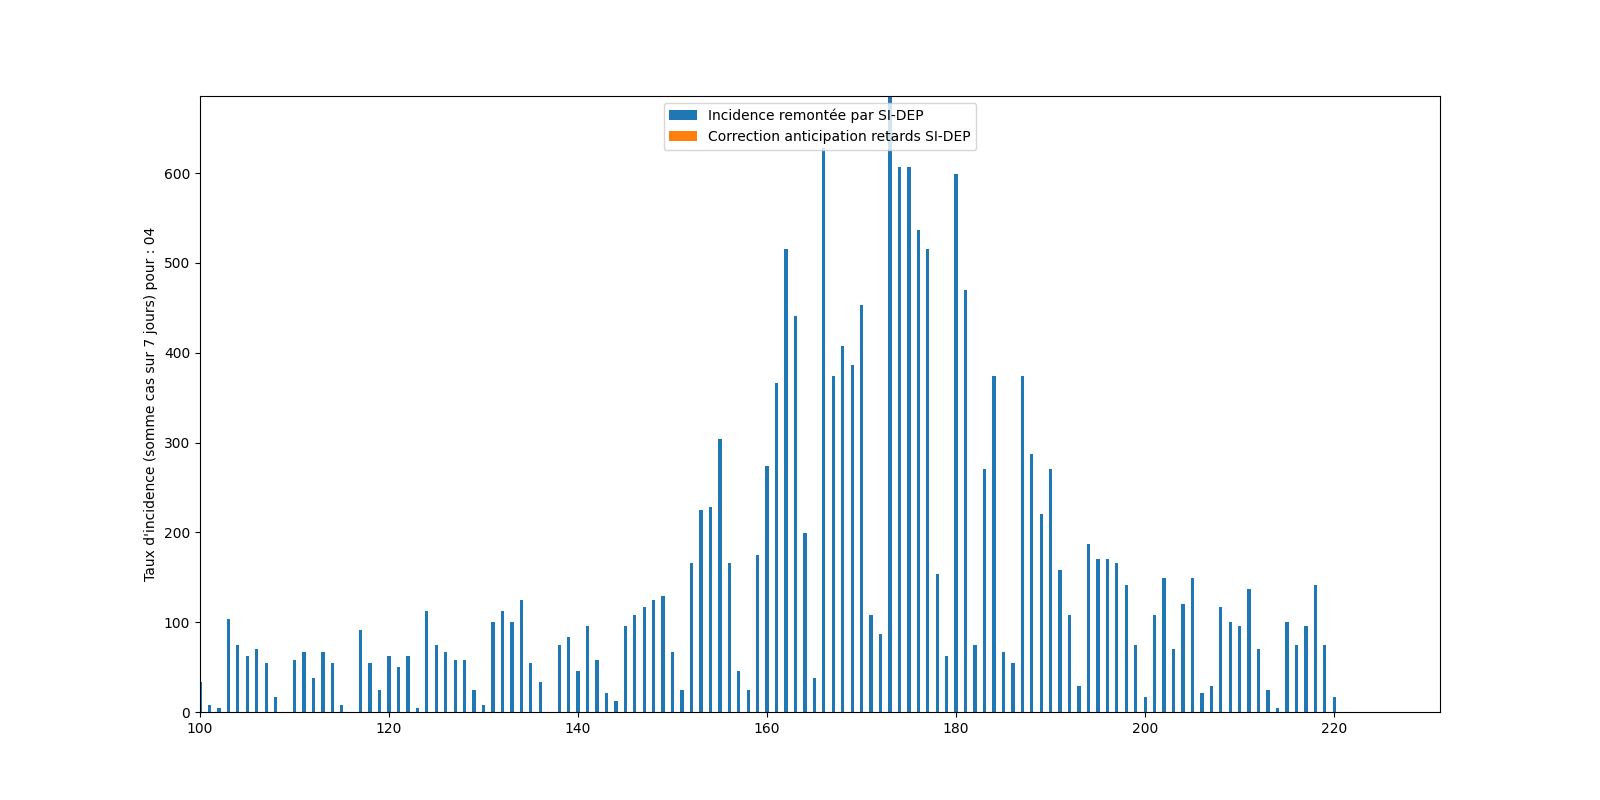 Incidence remontée par SI-DEP
Correction anticipation retards SI-DEP
Taux d'incidence (somme cas sur 7 jours) pour : 04
600
500
400
300
200
100
0
100 120 140 160 180 200 220